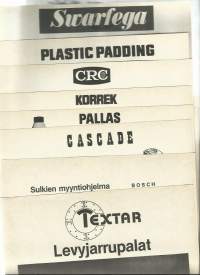 Swarfega
PLASTIC PADDING
CRC
KORREK
PALLAS
CASCADE
Sulkien myyntiohjelma BOSCH
TEXTAR
Levyjarrupalat